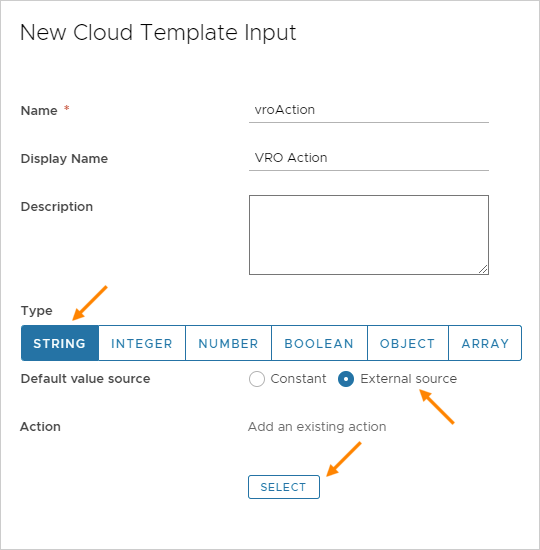 New Cloud Template Input
Name * vroAction
Display Name VRO Action
Description
Type
STRING INTEGER NUMBER BOOLEAN OBJECT ARRAY
Default value source Constant External source
Action Add an existing action
SELECT